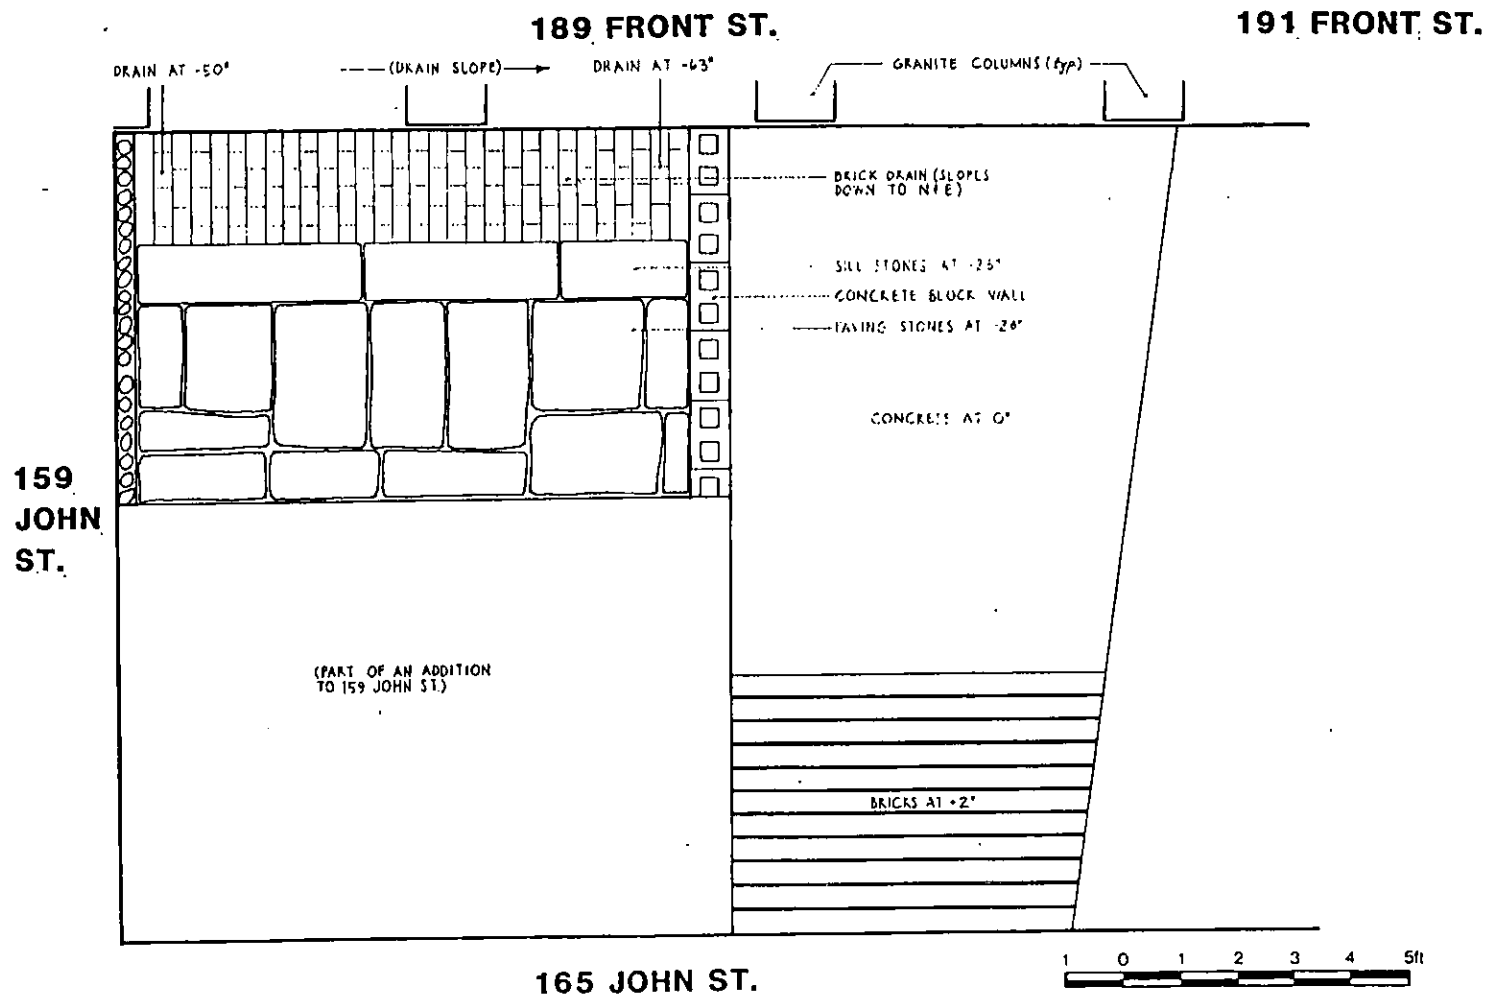 189 FRONT ST.
191 FRONT ST.
DRAIN AT -50"
(DRAIN SLOPE)
DRAIN AT -63"
GRANITE COLUMNS (typ)
BRICK DRAIN (SLOPES
DOWN TO N+E)
SILL STONES AT
CONCRETE BLOCK WALL
STONES AT
CONCRETE AT 0"
159
JOHN
ST.
(PART OF AN ADDITION
TO 159 JOHN ST.)
BRICKS AT +2"
165 JOHN ST.
1 0 1 2 3 4 5ft